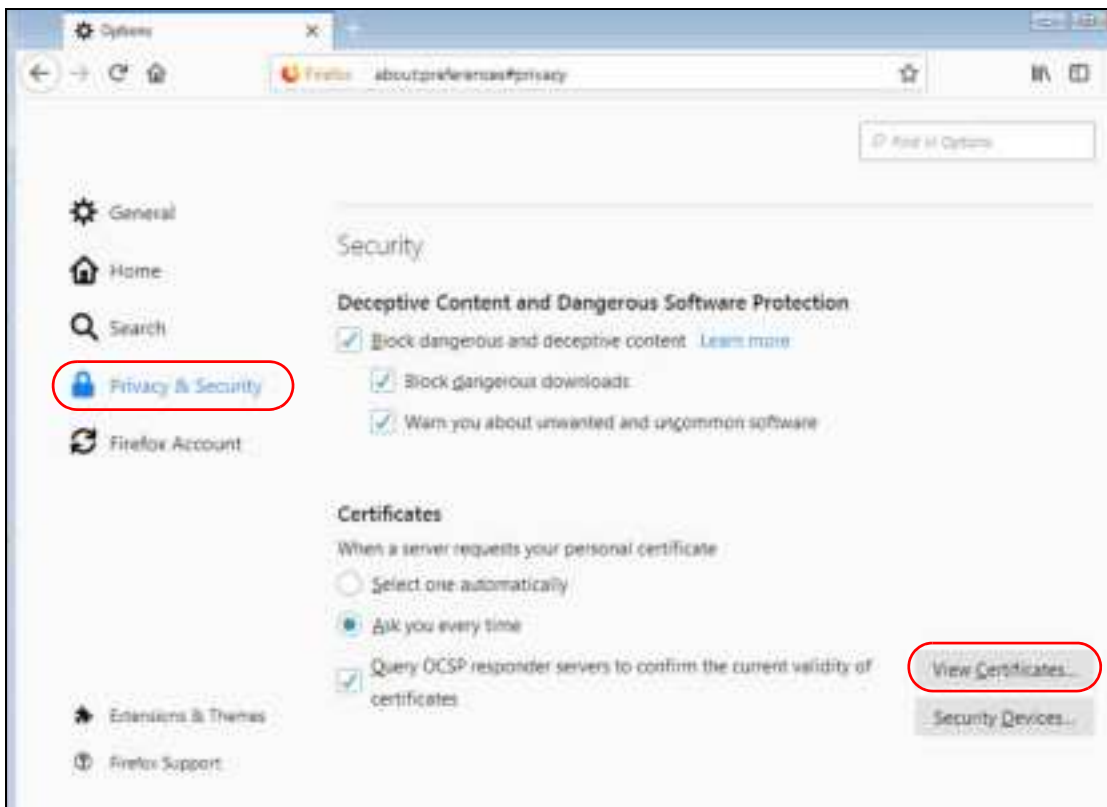 Options
Firefox about:preferences#privacy
Find in Options
General
Home
Search
Privacy & Security
Firefox Account
Extensions & Themes
Firefox Support
Security
Deceptive Content and Dangerous Software Protection
Block dangerous and deceptive content Learn more
Block dangerous downloads
Warn you about unwanted and uncommon software
Certificates
When a server requests your personal certificate
Select one automatically
Ask you every time
Query OCSP responder servers to confirm the current validity of
certificates
View Certificates...
Security Devices...